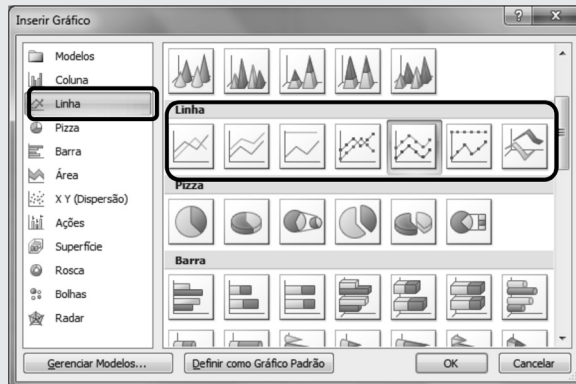 Inserir Gráfico
Modelos
Coluna
Linha
Pizza
Barra
Área
X Y (Dispersão)
Ações
Superfície
Rosca
Bolhas
Radar
Linha
Pizza
Barra
Gerenciar Modelos...
Definir como Gráfico Padrão
OK
Cancelar